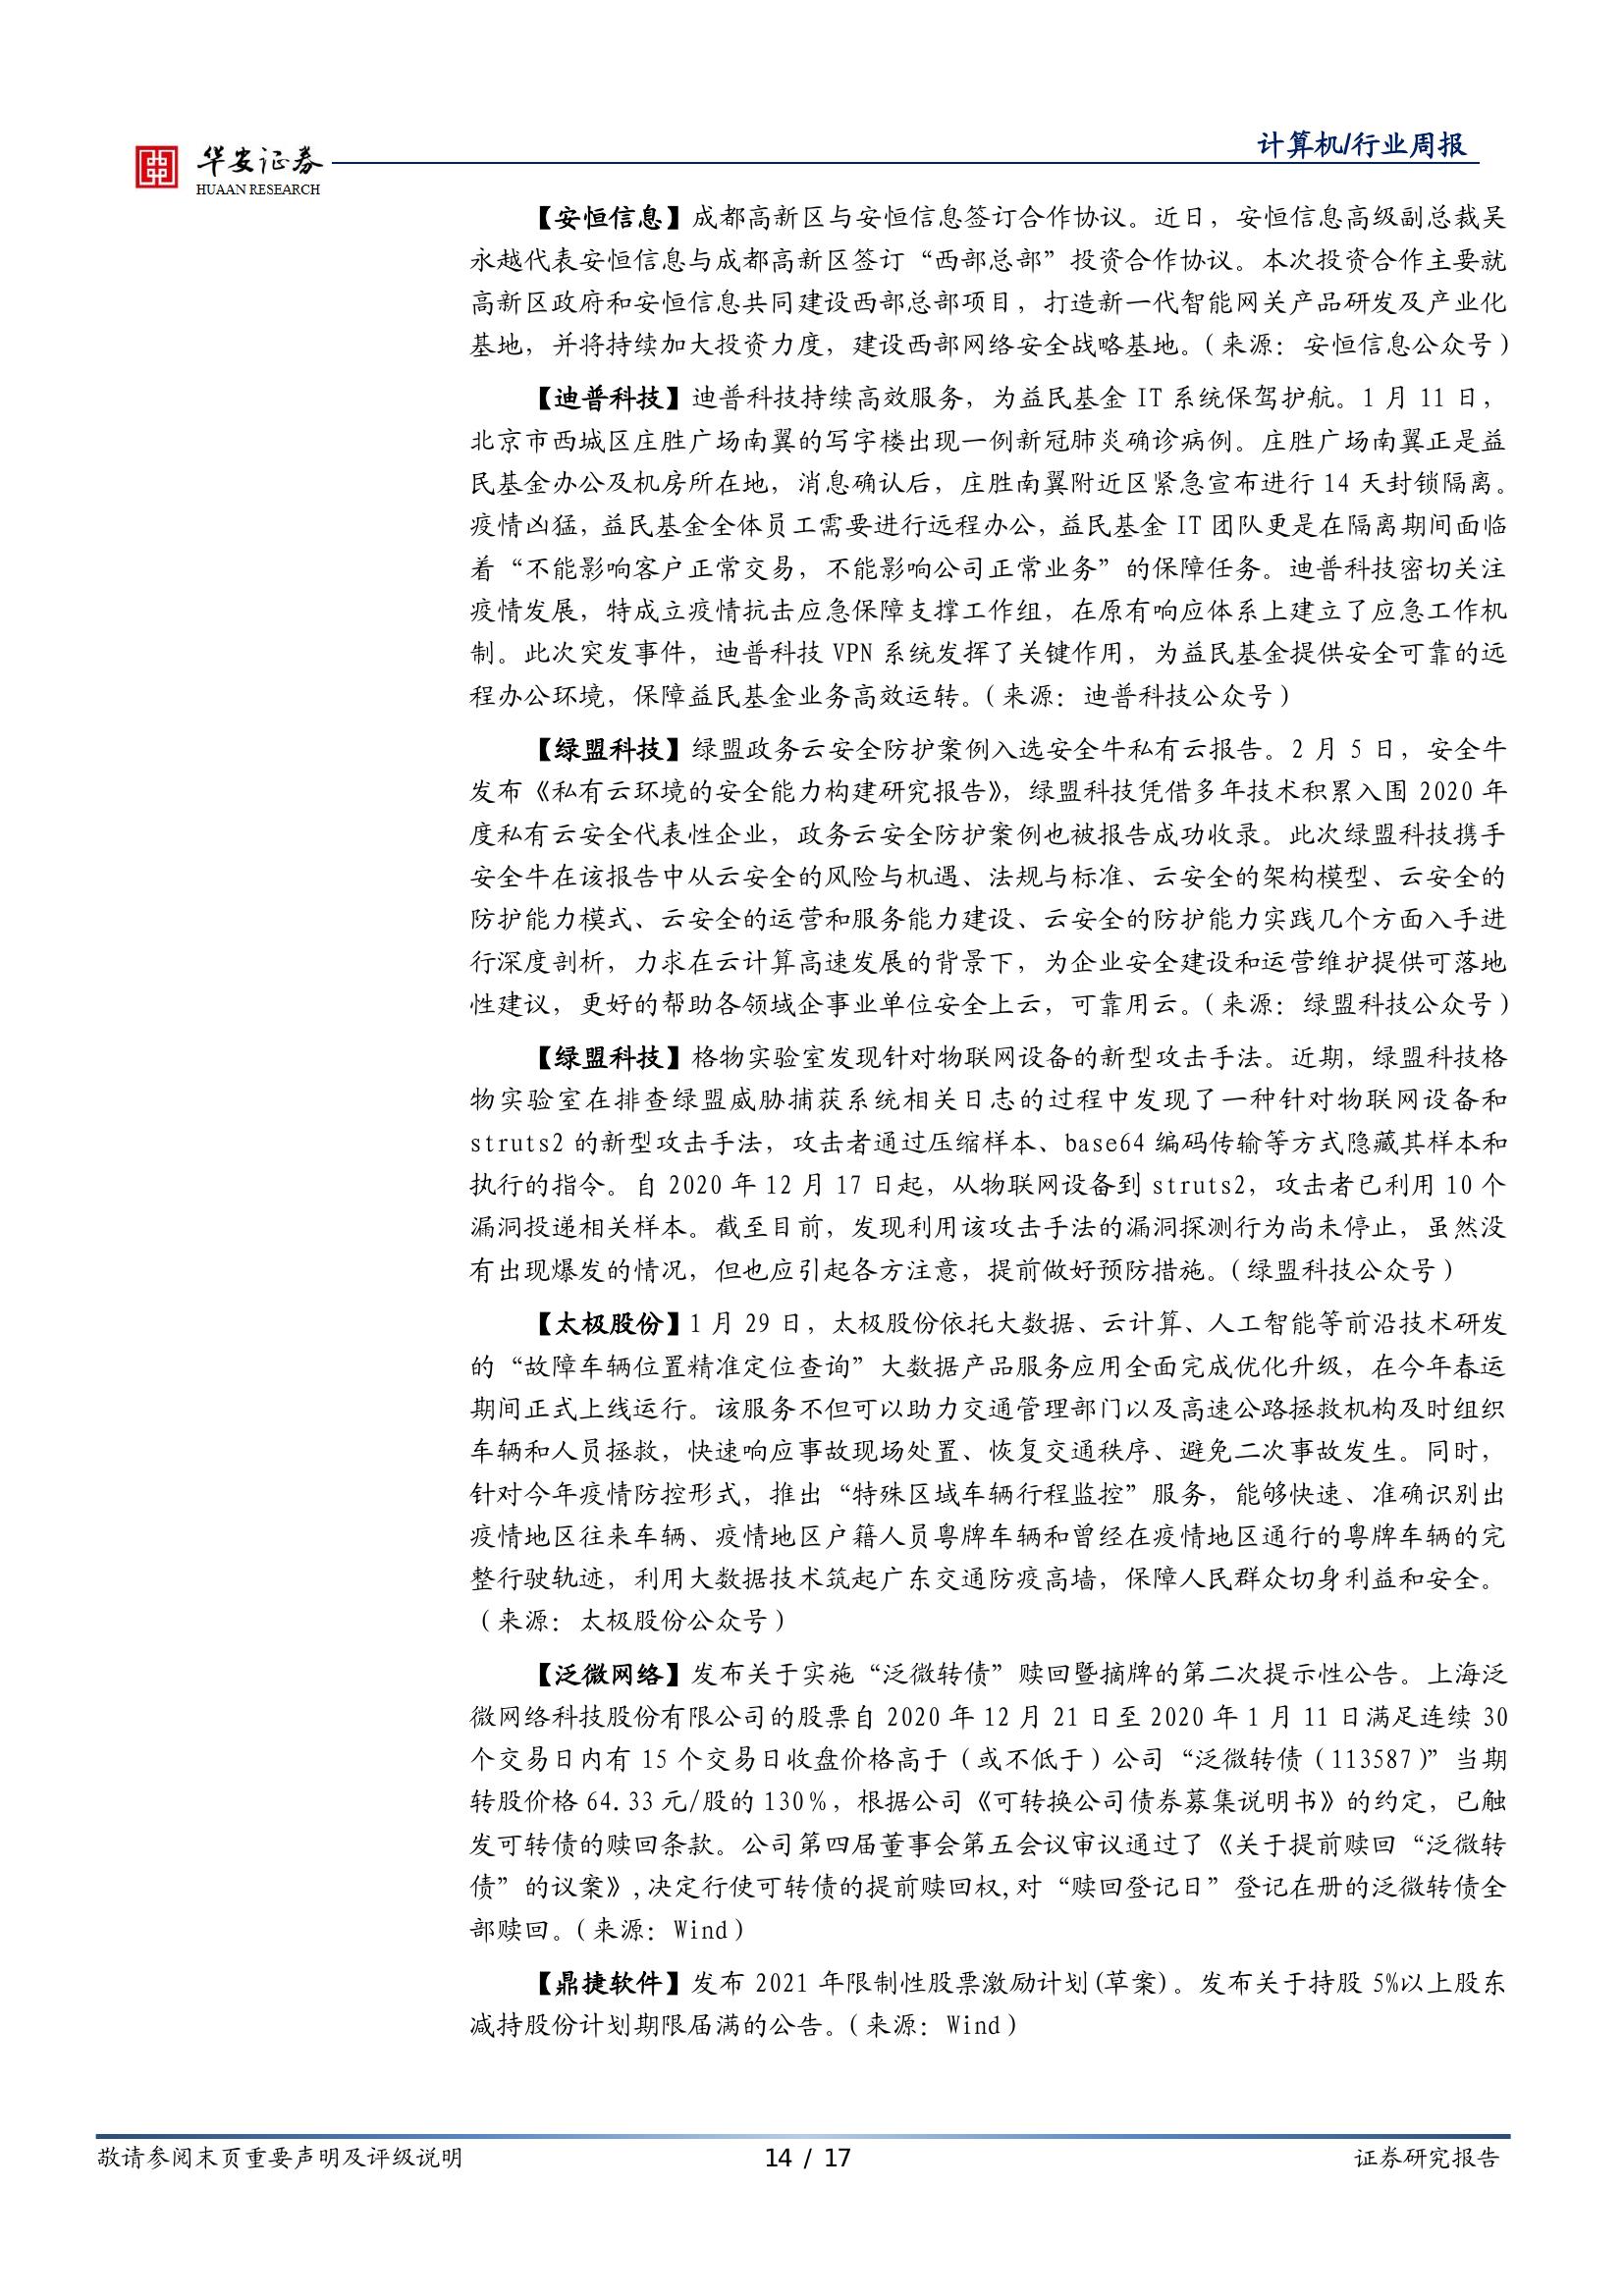 华安证券
HUAAN RESEARCH
计算机/行业周报
【安恒信息】成都高新区与安恒信息签订合作协议。近日，安恒信息高级副总裁吴
永越代表安恒信息与成都高新区签订“西部总部”投资合作协议。本次投资合作主要就
高新区政府和安恒信息共同建设西部总部项目，打造新一代智能网关产品研发及产业化
基地，并将持续加大投资力度，建设西部网络安全战略基地。（来源：安恒信息公众号）
【迪普科技】迪普科技持续高效服务，为益民基金 IT 系统保驾护航。1 月 11 日，
北京市西城区庄胜广场南翼的写字楼出现一例新冠肺炎确诊病例。庄胜广场南翼正是益
民基金办公及机房所在地，消息确认后，庄胜南翼附近区紧急宣布进行 14 天封锁隔离。
疫情凶猛，益民基金全体员工需要进行远程办公，益民基金 IT 团队更是在隔离期间面临
着“不能影响客户正常交易，不能影响公司正常业务”的保障任务。迪普科技密切关注
疫情发展，特成立疫情抗击应急保障支撑工作组，在原有响应体系上建立了应急工作机
制。此次突发事件，迪普科技 VPN 系统发挥了关键作用，为益民基金提供安全可靠的远
程办公环境，保障益民基金业务高效运转。（来源：迪普科技公众号）
【绿盟科技】绿盟政务云安全防护案例入选安全牛私有云报告。2 月 5 日，安全牛
发布《私有云环境的安全能力构建研究报告》，绿盟科技凭借多年技术积累入围 2020 年
度私有云安全代表性企业，政务云安全防护案例也被报告成功收录。此次绿盟科技携手
安全牛在该报告中从云安全的风险与机遇、法规与标准、云安全的架构模型、云安全的
防护能力模式、云安全的运营和服务能力建设、云安全的防护能力实践几个方面入手进
行深度剖析，力求在云计算高速发展的背景下，为企业安全建设和运营维护提供可落地
性建议，更好的帮助各领域企事业单位安全上云，可靠用云。（来源：绿盟科技公众号）
【绿盟科技】格物实验室发现针对物联网设备的新型攻击手法。近期，绿盟科技格
物实验室在排查绿盟威胁捕获系统相关日志的过程中发现了一种针对物联网设备和
struts2 的新型攻击手法，攻击者通过压缩样本、base64 编码传输等方式隐藏其样本和
执行的指令。自 2020 年 12 月 17 日起，从物联网设备到 struts2，攻击者已利用 10 个
漏洞投递相关样本。截至目前，发现利用该攻击手法的漏洞探测行为尚未停止，虽然没
有出现爆发的情况，但也应引起各方注意，提前做好预防措施。（绿盟科技公众号）
【太极股份】1 月 29 日，太极股份依托大数据、云计算、人工智能等前沿技术研发
的“故障车辆位置精准定位查询”大数据产品服务应用全面完成优化升级，在今年春运
期间正式上线运行。该服务不但可以助力交通管理部门以及高速公路拯救机构及时组织
车辆和人员拯救，快速响应事故现场处置、恢复交通秩序、避免二次事故发生。同时，
针对今年疫情防控形式，推出“特殊区域车辆行程监控”服务，能够快速、准确识别出
疫情地区往来车辆、疫情地区户籍人员粤牌车辆和曾经在疫情地区通行的粤牌车辆的完
整行驶轨迹，利用大数据技术筑起广东交通防疫高墙，保障人民群众切身利益和安全。
（来源：太极股份公众号）
【泛微网络】发布关于实施“泛微转债”赎回暨摘牌的第二次提示性公告。上海泛
微网络科技股份有限公司的股票自 2020 年 12 月 21 日至 2020 年 1 月 11 日满足连续 30
个交易日内有 15 个交易日收盘价格高于（或不低于）公司“泛微转债（113587）”当期
转股价格 64.33 元/股的 130%，根据公司《可转换公司债券募集说明书》的约定，已触
发可转债的赎回条款。公司第四届董事会第五会议审议通过了《关于提前赎回“泛微转
债”的议案》,决定行使可转债的提前赎回权,对“赎回登记日”登记在册的泛微转债全
部赎回。（来源：Wind）
【鼎捷软件】发布 2021 年限制性股票激励计划(草案)。发布关于持股 5%以上股东
减持股份计划期限届满的公告。（来源：Wind）
敬请参阅末页重要声明及评级说明
14 / 17
证券研究报告